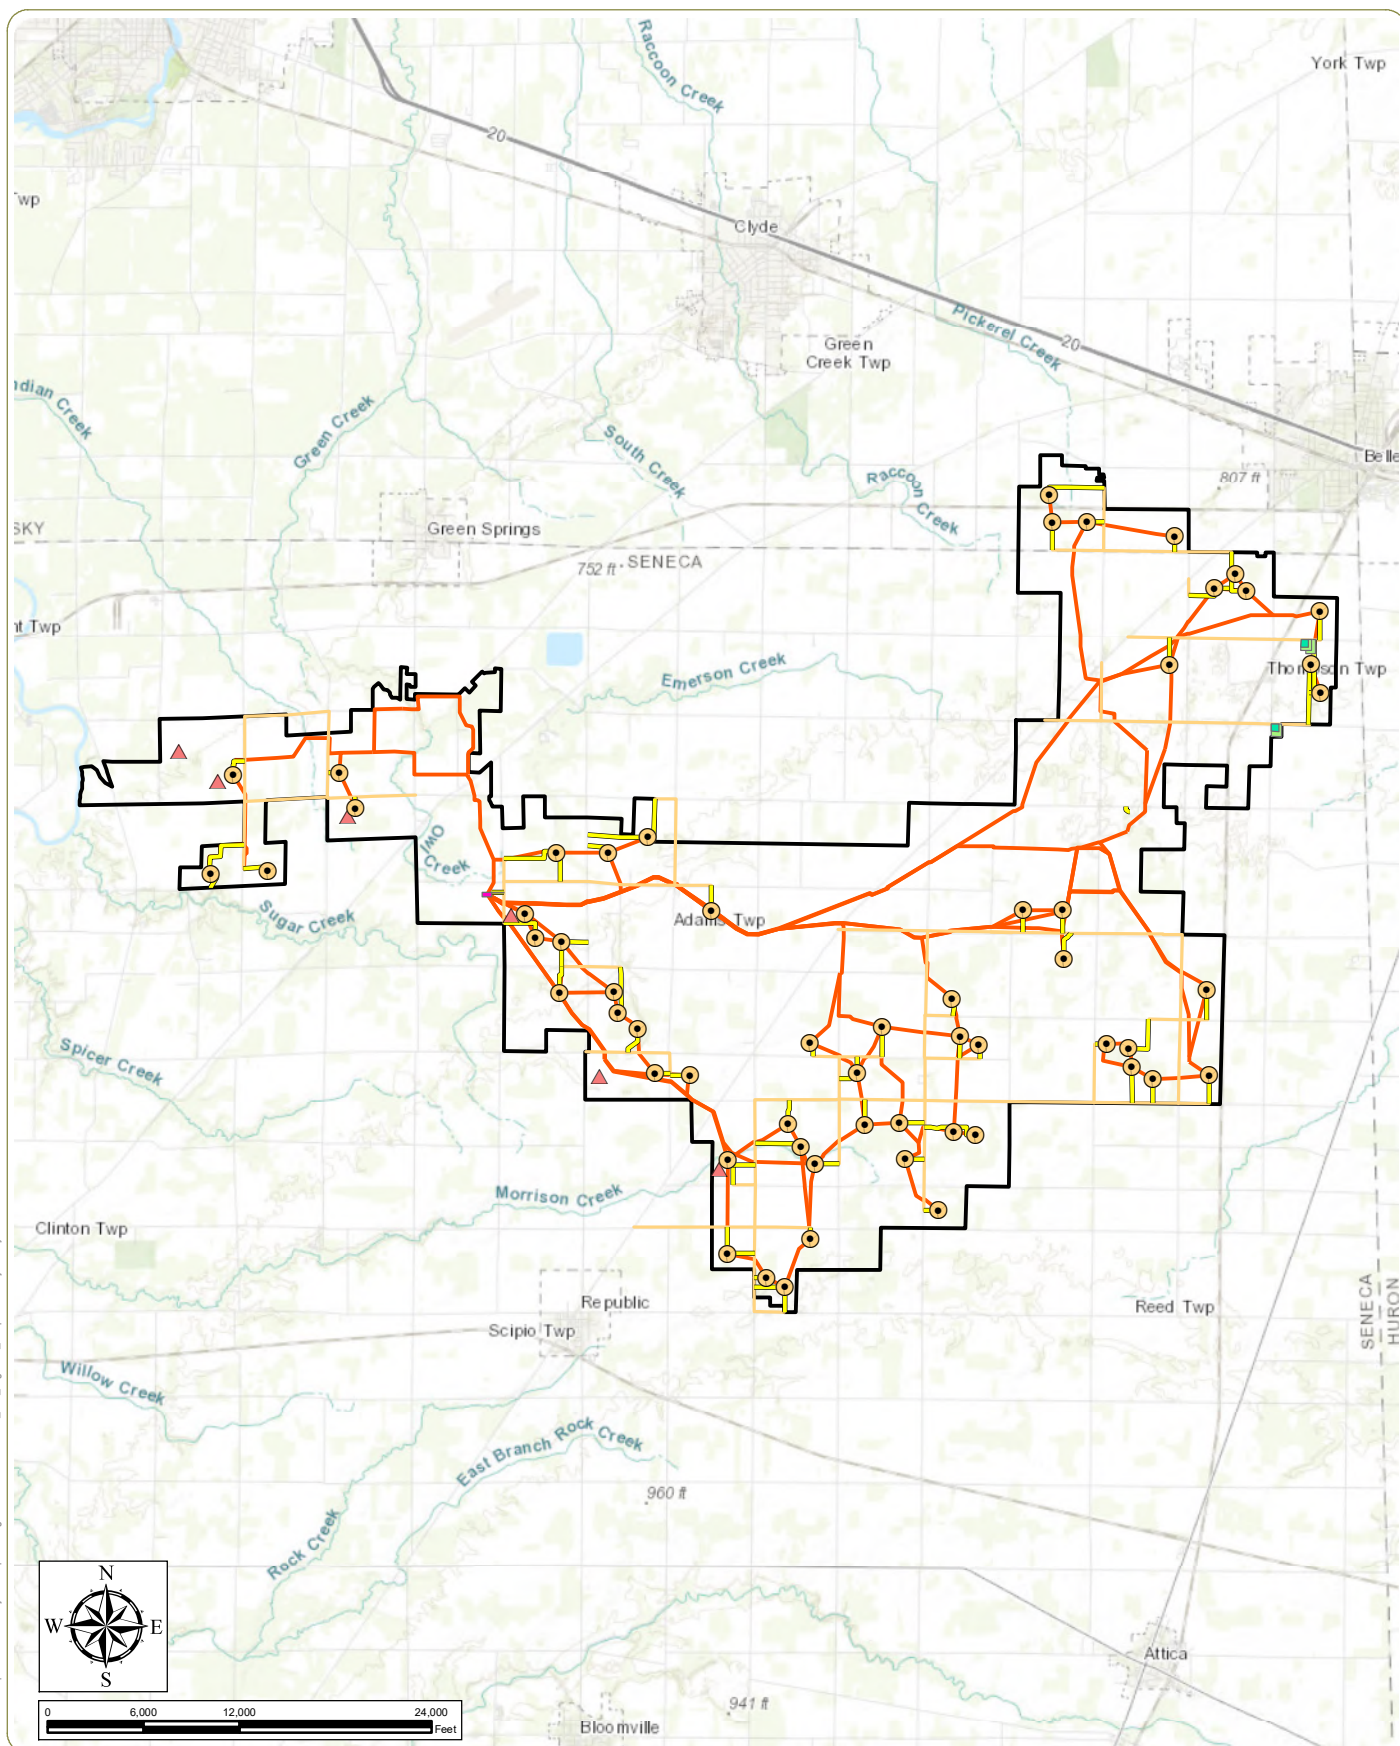 York Twp
Raccoon Creek
20
Twp
Clyde
Pickerel Creek
20
Green
Creek Twp
Indian Creek
Green Creek
South Creek
Raccoon Creek
Belle
807 ft
SKY
Green Springs
752 ft
SENECA
nt Twp
Emerson Creek
Thompson Twp
Owl Creek
Sugar Creek
Adams Twp
Spicer Creek
Morrison Creek
Clinton Twp
Republic
Reed Twp
Scipio Twp
SENECA
HURON
Willow Creek
East Branch Rock Creek
960 ft
Rock Creek
N
W E
S
Attica
941 ft
0 6,000 12,000 24,000
Feet
Bloomville